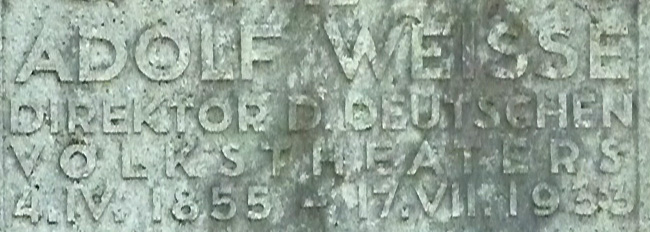 ADOLF WEISSE
DIREKTOR D. DEUTSCHEN
VOLKSTHEATERS
4.IV. 1855 - 17.VII.1933